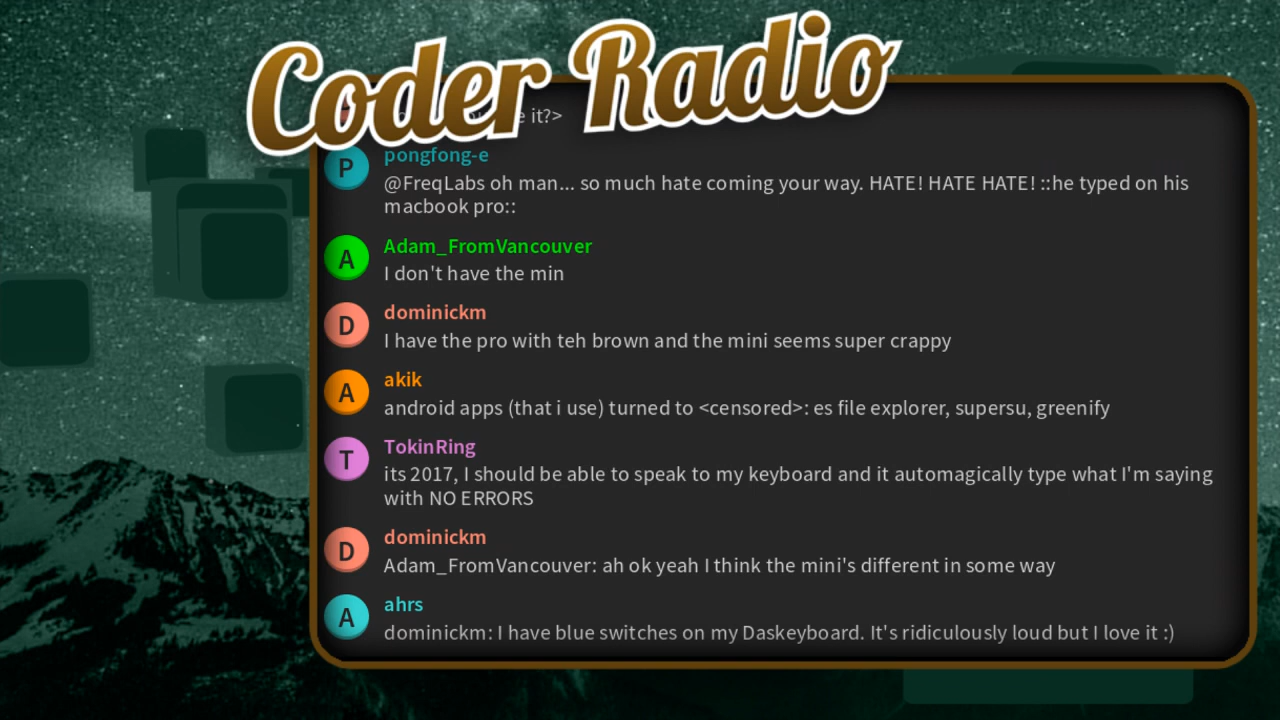 Coder Radio
e it?>
P
pongfong-e
@FreqLabs oh man... so much hate coming your way. HATE! HATE HATE! ::he typed on his
macbook pro::
A
Adam_FromVancouver
I don't have the min
D
dominickm
I have the pro with teh brown and the mini seems super crappy
A
akik
android apps (that i use) turned to <censored>: es file explorer, supersu, greenify
T
TokinRing
its 2017, I should be able to speak to my keyboard and it automagically type what I'm saying
with NO ERRORS
D
dominickm
Adam_FromVancouver: ah ok yeah I think the mini's different in some way
A
ahrs
dominickm: I have blue switches on my Daskeyboard. It's ridiculously loud but I love it :)